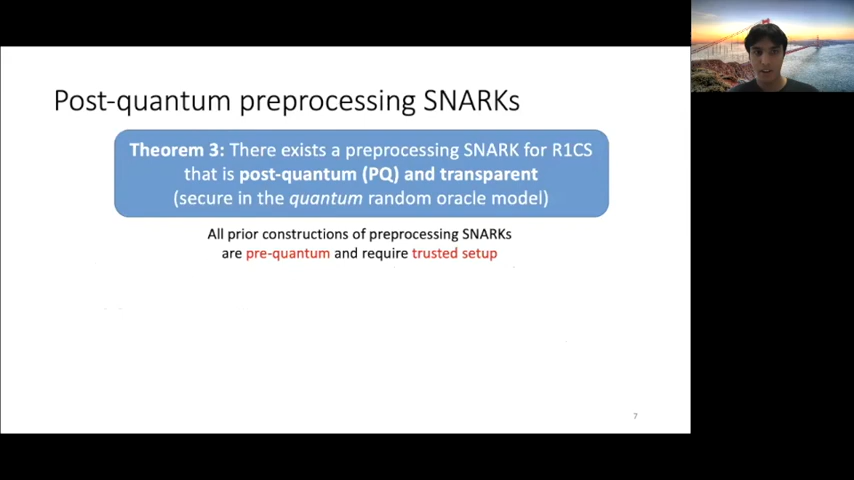 Post-quantum preprocessing SNARKs
Theorem 3: There exists a preprocessing SNARK for R1CS
that is post-quantum (PQ) and transparent
(secure in the quantum random oracle model)
All prior constructions of preprocessing SNARKs
are pre-quantum and require trusted setup
7